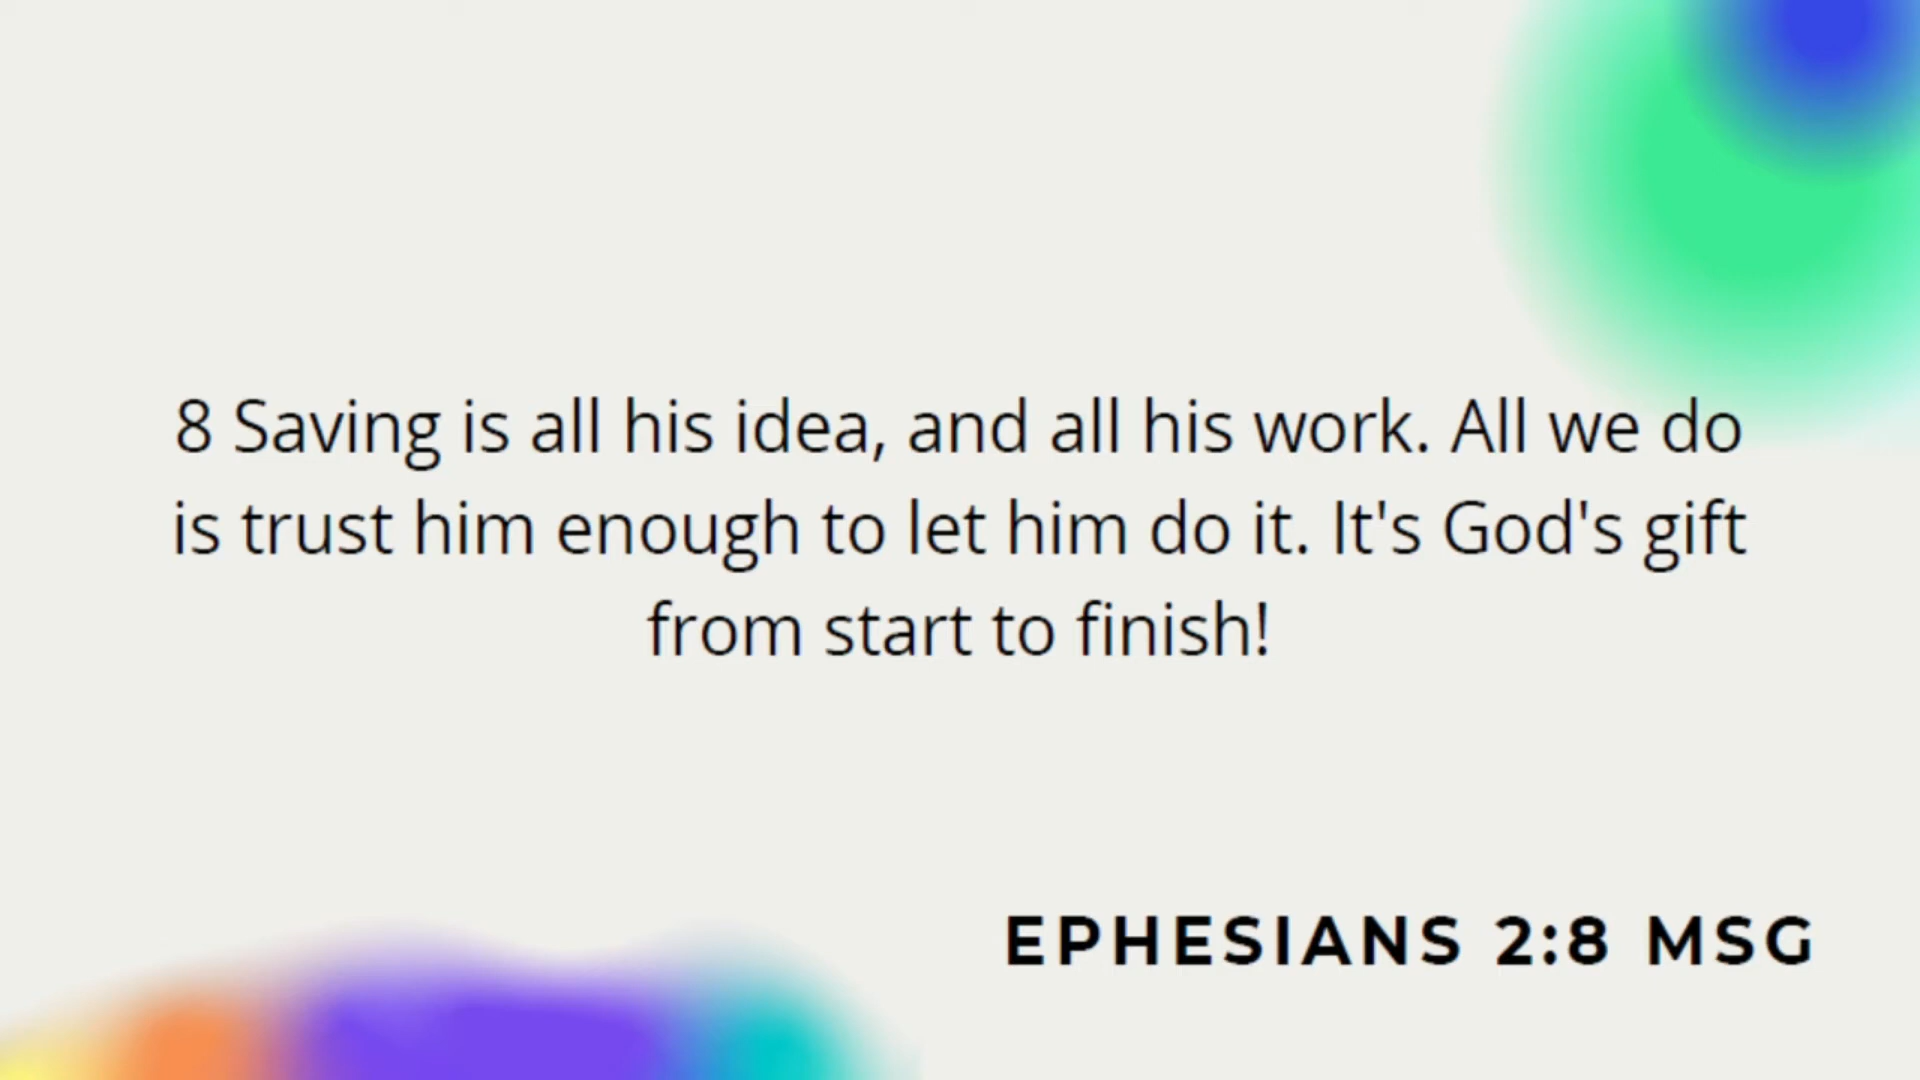 8 Saving is all his idea, and all his work. All we do
is trust him enough to let him do it. It's God's gift
from start to finish!
EPHESIANS 2:8 MSG